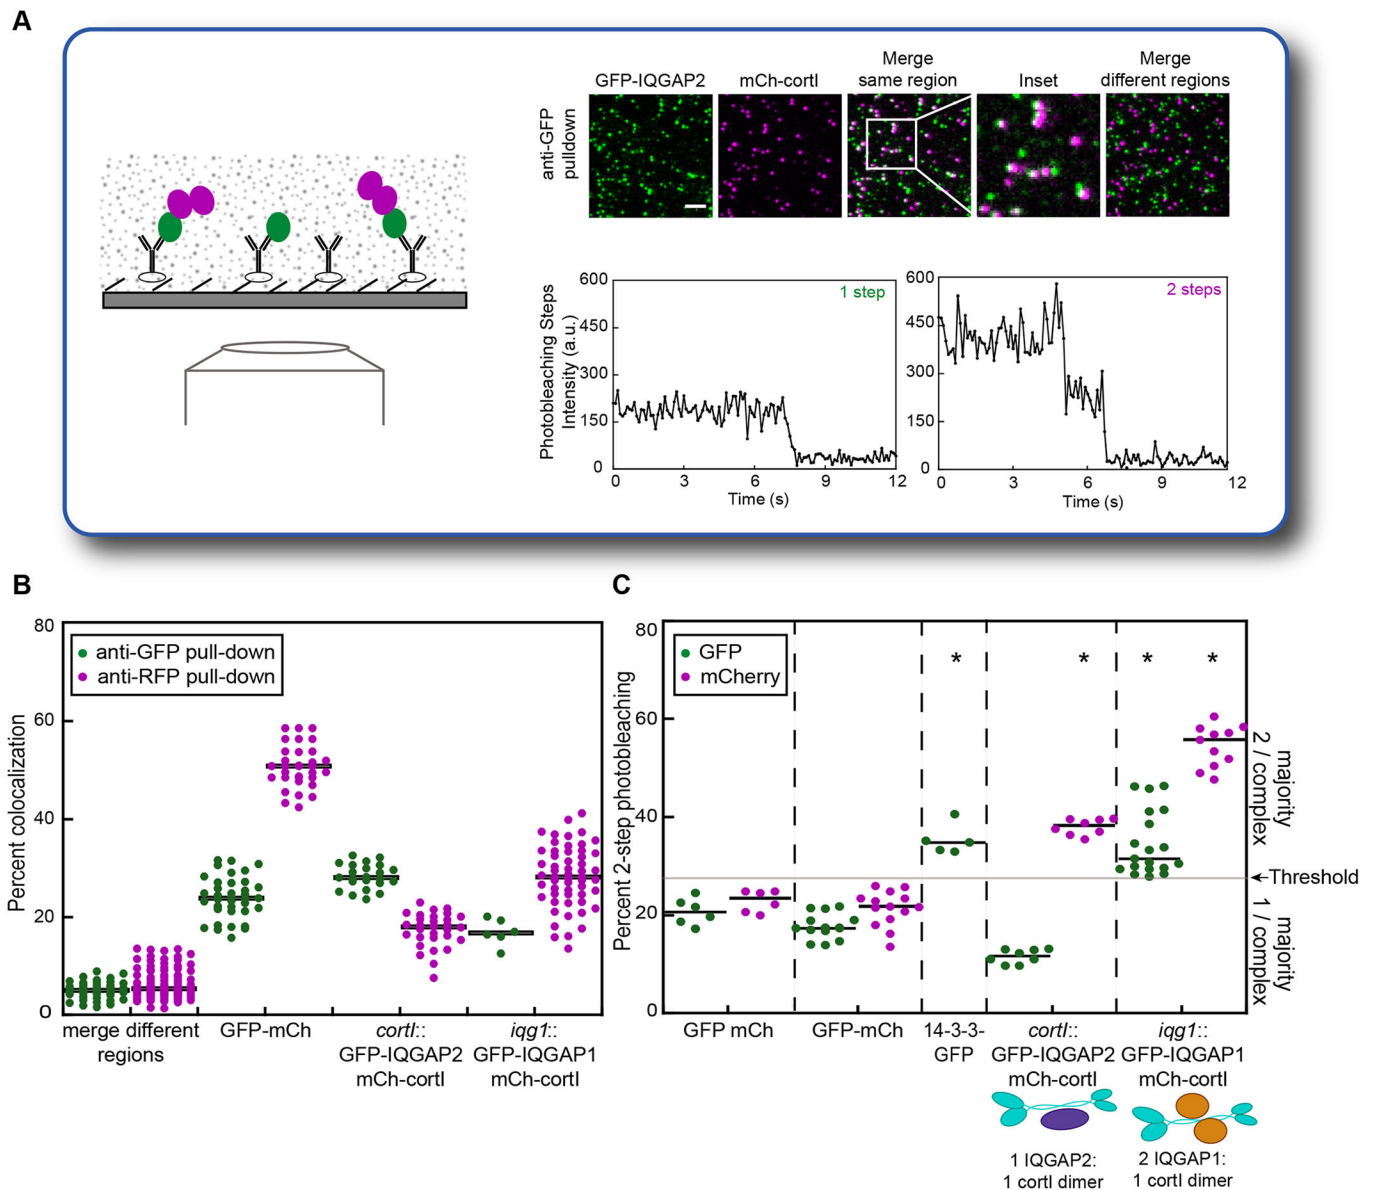 A
GFP-IQGAP2
mCh-cortI
Merge
same region
Inset
Merge
different regions
anti-GFP
pulldown
Photobleaching Steps
Intensity (a.u.)
600
450
300
150
0
1 step
0 3 6 9 12
Time (s)
600
450
300
150
0
2 steps
0 3 6 9 12
Time (s)
B
Percent colocalization
80
60
40
20
0
anti-GFP pull-down
anti-RFP pull-down
merge different
regions
GFP-mCh
cortI::
GFP-IQGAP2
mCh-cortI
iqg1::
GFP-IQGAP1
mCh-cortI
C
Percent 2-step photobleaching
80
60
40
20
0
GFP
mCherry
*
*
*
*
majority
2 / complex
Threshold
majority
1 / complex
GFP mCh
GFP-mCh
14-3-3-
GFP
cortI::
GFP-IQGAP2
mCh-cortI
iqg1::
GFP-IQGAP1
mCh-cortI
1 IQGAP2:
1 cortI dimer
2 IQGAP1:
1 cortI dimer